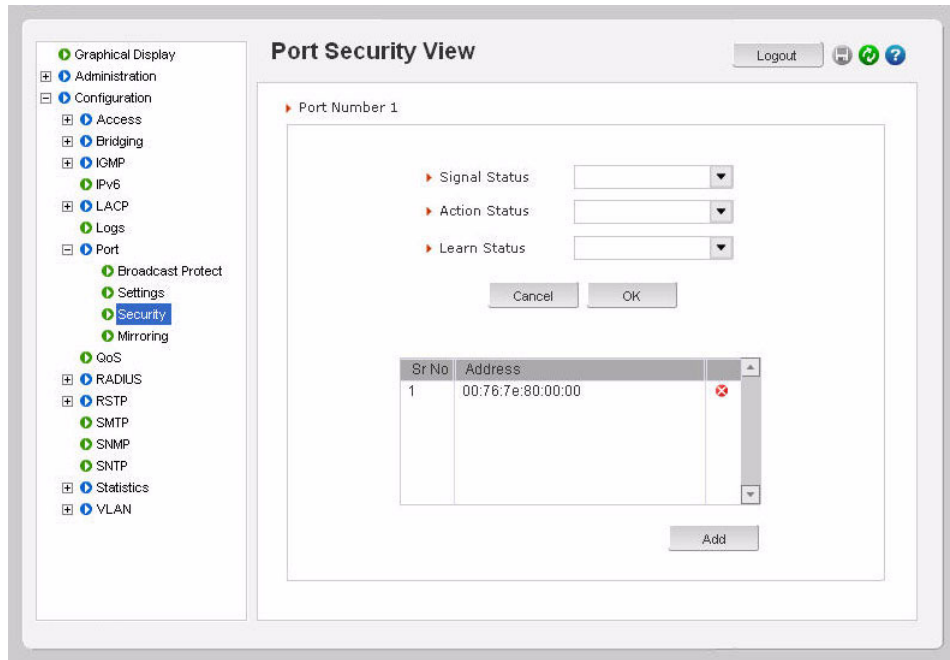 Graphical Display
Administration
Configuration
Access
Bridging
IGMP
IPv6
LACP
Logs
Port
Broadcast Protect
Settings
Security
Mirroring
QoS
RADIUS
RSTP
SMTP
SNMP
SNTP
Statistics
VLAN
Port Security View
Logout
?
Port Number 1
Signal Status
Action Status
Learn Status
Cancel OK
Sr No Address
1 00:76:7e:80:00:00
Add